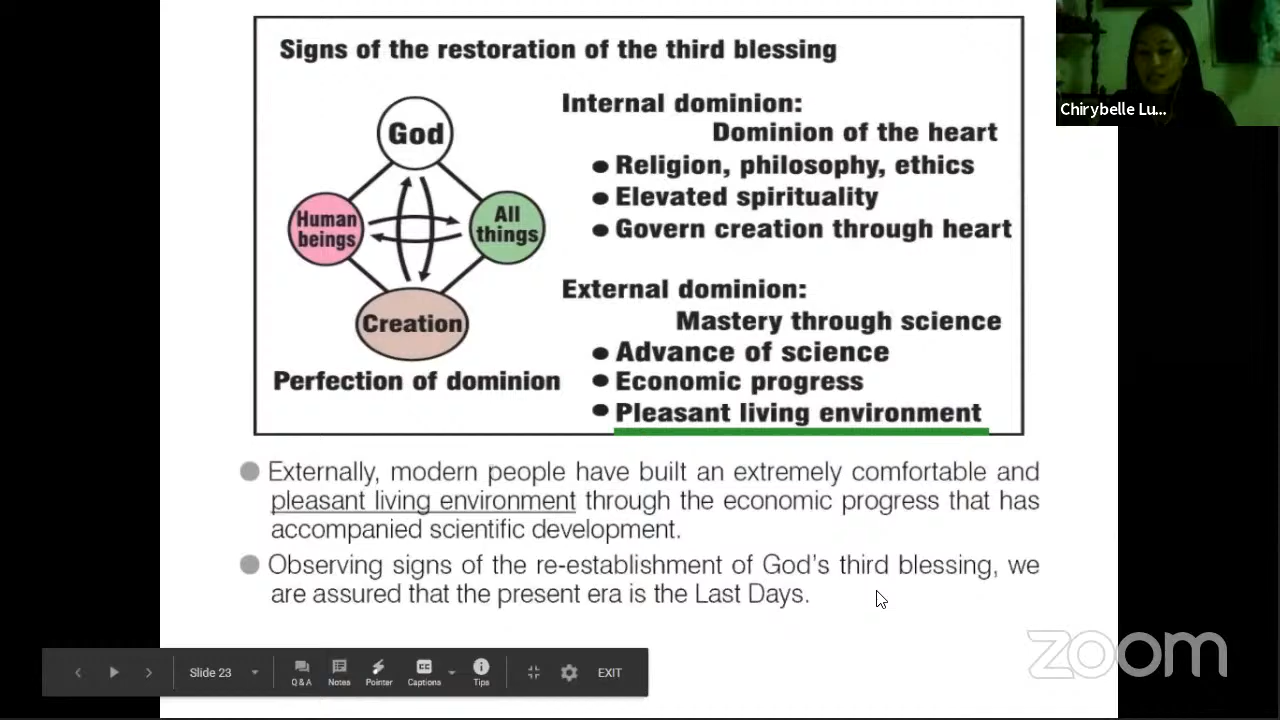 Signs of the restoration of the third blessing
God
Human
beings
All
things
Creation
Perfection of dominion
Internal dominion:
Dominion of the heart
● Religion, philosophy, ethics
● Elevated spirituality
● Govern creation through heart
External dominion:
Mastery through science
● Advance of science
● Economic progress
● Pleasant living environment
● Externally, modern people have built an extremely comfortable and
pleasant living environment through the economic progress that has
accompanied scientific development.
● Observing signs of the re-establishment of God's third blessing, we
are assured that the present era is the Last Days.
Chirybelle Lu...
Slide 23
Q & A
Notes
Pointer
CC
Captions
Tips
EXIT
zoom